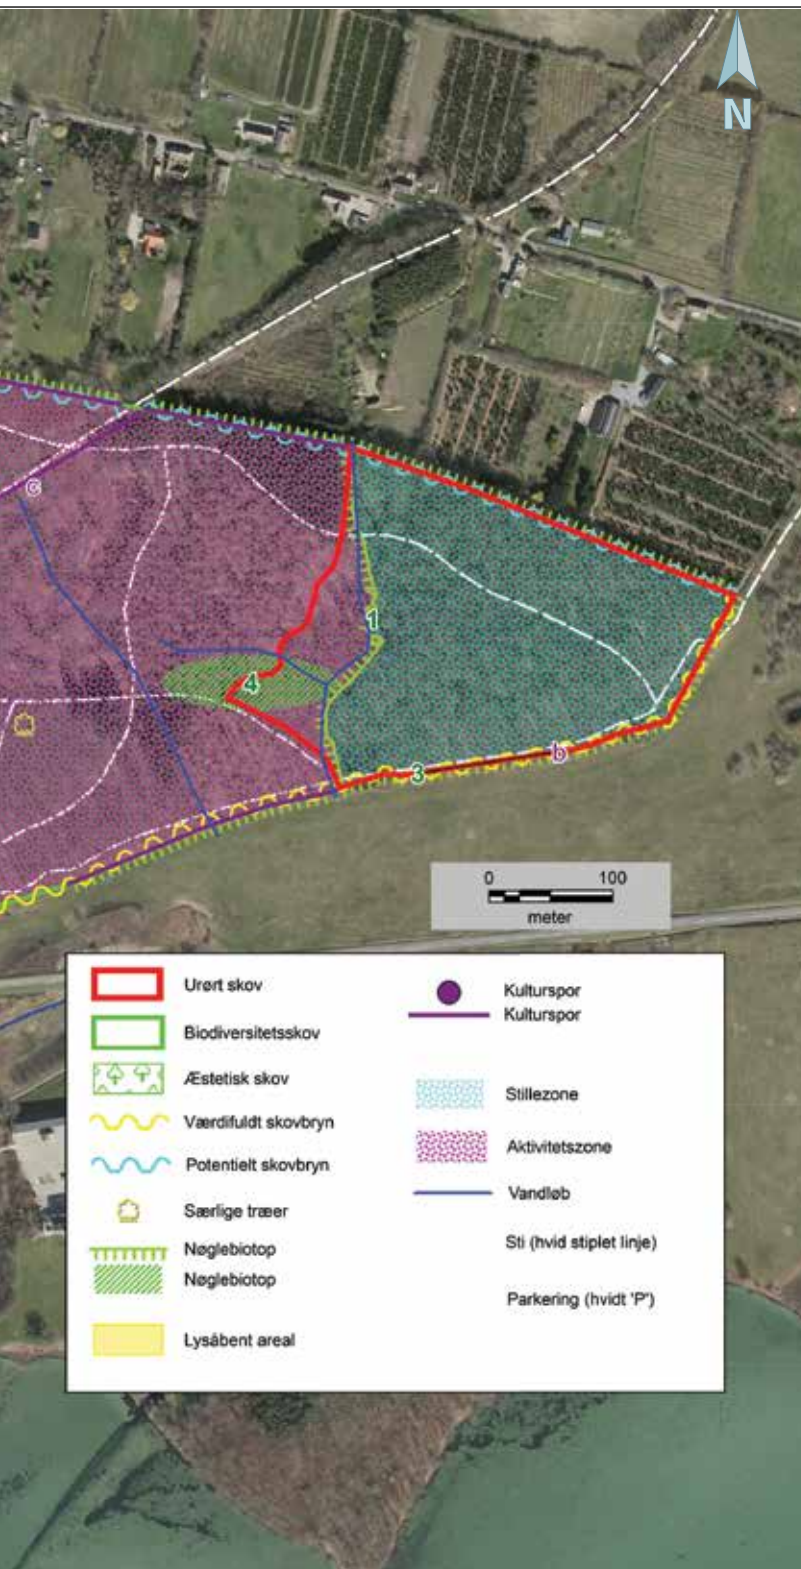 N
c
1
4
b
3
0 100
meter
Urørt skov
Biodiversitetsskov
Æstetisk skov
Værdifuldt skovbryn
Potentielt skovbryn
Særlige træer
Nøglebiotop
Nøglebiotop
Lysåbent areal
Kulturspor
Kulturspor
Stillezone
Aktivitetszone
Vandløb
Sti (hvid stiplet linje)
Parkering (hvidt 'P')